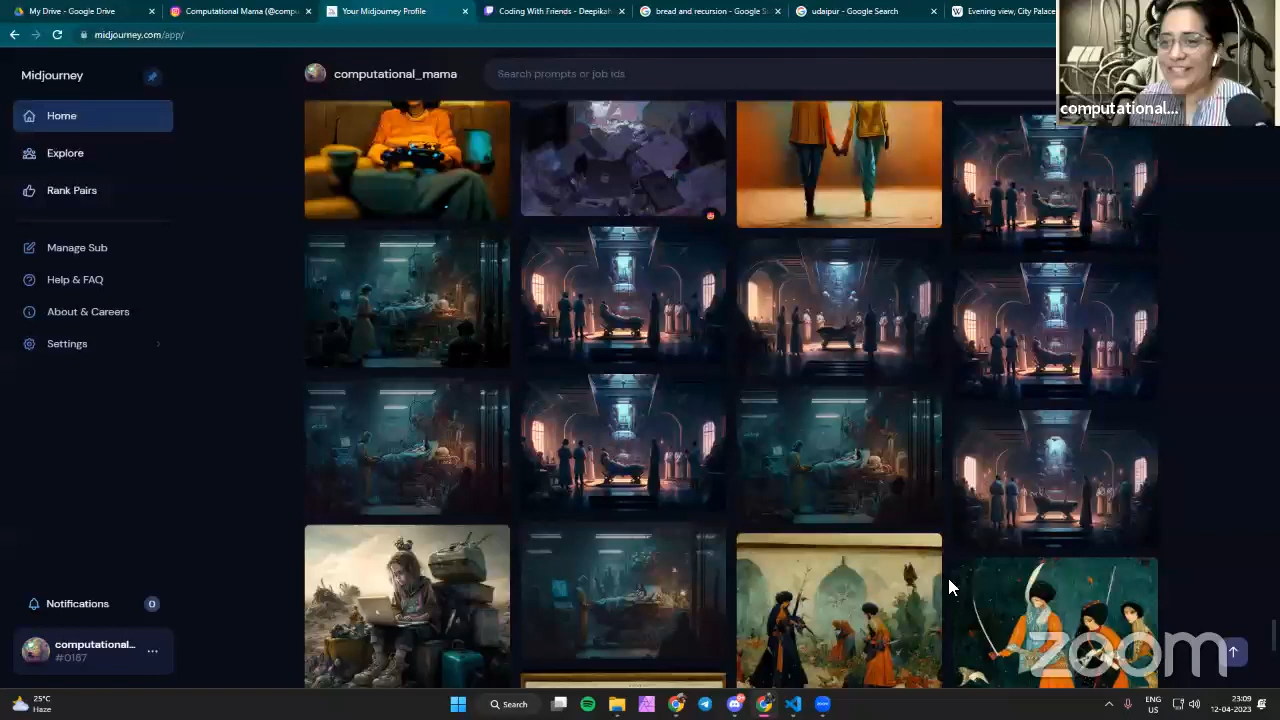 My Drive - Google Drive
Computational Mama (@compu
Your Midjourney Profile
Coding With Friends - Deepikah
bread and recursion - Google S
udaipur - Google Search
Evening view, City Palace
midjourney.com/app/
Midjourney
computational_mama
Search prompts or job ids
computational...
Home
Explore
Rank Pairs
Manage Sub
Help & FAQ
About & Careers
Settings
Notifications
0
computational...
#0187
zoom
25°C
Haze
Search
ENG
US
23:09
12-04-2023